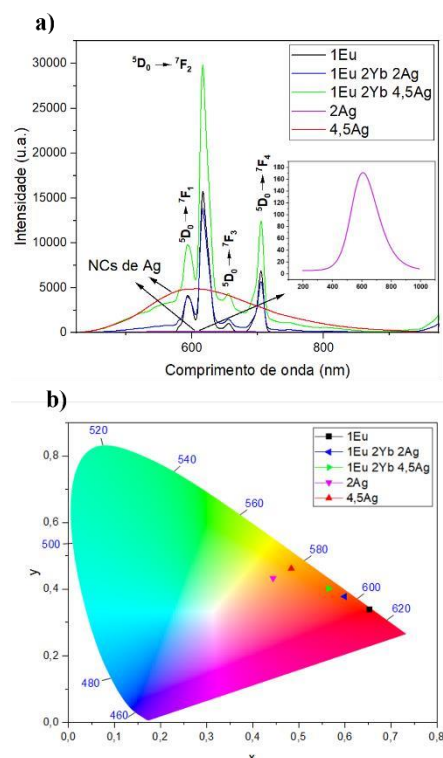 a)
⁵D₀ → ⁷F₂
1Eu
1Eu 2Yb 2Ag
1Eu 2Yb 4,5Ag
2Ag
4,5Ag
30000
25000
20000
15000
10000
5000
0
Intensidade (u.a.)
⁵D₀ → ⁷F₁
⁵D₀ → ⁷F₃
⁵D₀ → ⁷F₄
NCs de Ag
180
160
140
120
100
80
60
40
20
0
200 400 600 800 1000
600 800
Comprimento de onda (nm)
b)
1Eu
1Eu 2Yb 2Ag
1Eu 2Yb 4,5Ag
2Ag
4,5Ag
520
540
560
580
600
620
500
480
460
0,8
0,6
0,4
0,2
0,0
y
0,0 0,1 0,2 0,3 0,4 0,5 0,6 0,7 0,8
x